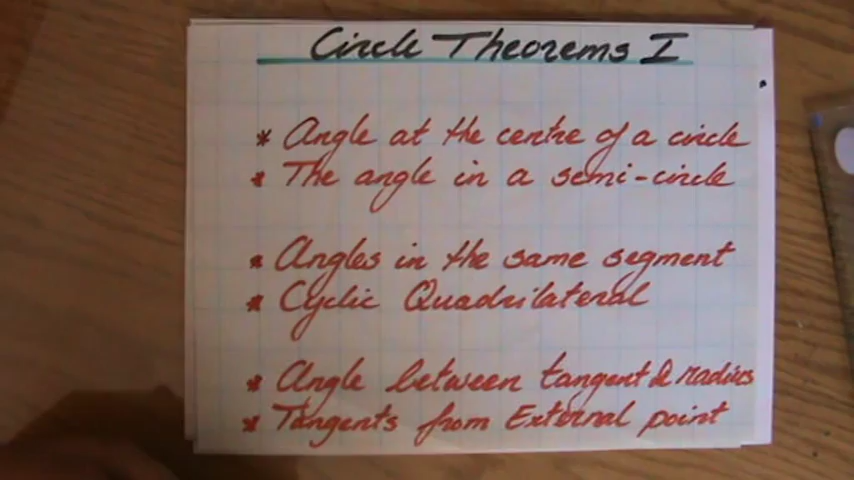 Circle Theorems I
* Angle at the centre of a circle
* The angle in a semi-circle
* Angles in the same segment
* Cyclic Quadrilateral
* Angle between tangent & radius
* Tangents from External point